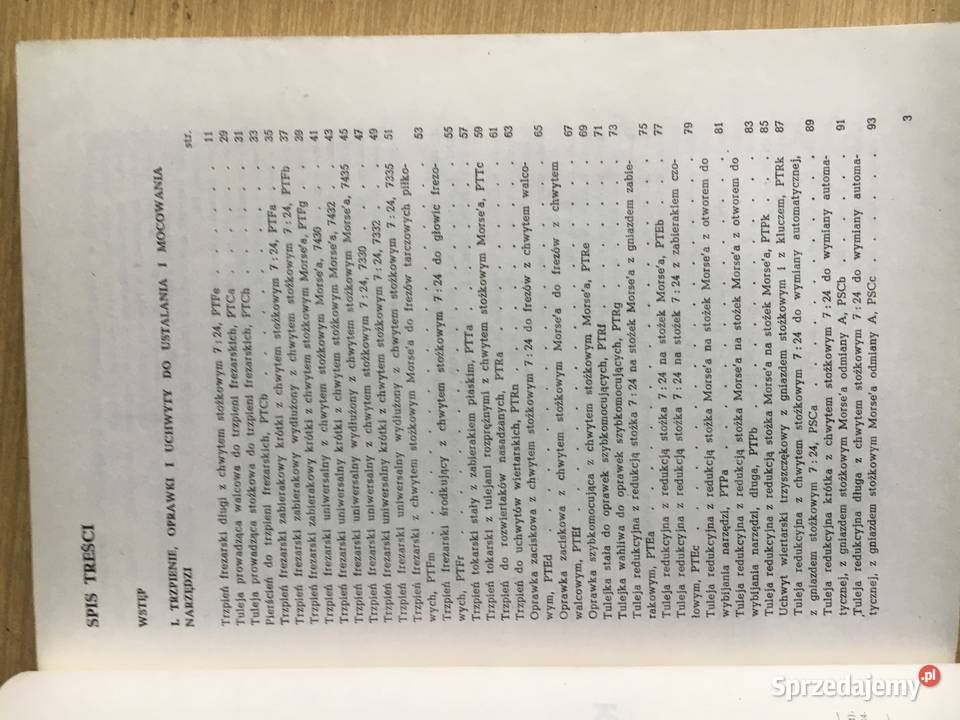 SPIS TREŚCI
WSTĘP
I. TRZPIENIE, OPRAWKI I UCHWYTY DO USTALANIA I MOCOWANIA
NARZĘDZI
str.
Trzpień frezarski długi z chwytem stożkowym 7:24, PTFe . . . . 11
Tuleja prowadząca walcowa do trzpieni frezarskich, PTCa . . . 29
Tuleja prowadząca stożkowa do trzpieni frezarskich, PTCh . . . 31
Pierścień do trzpieni frezarskich, PTCb . . . . . . . 33
Trzpień frezarski zabierakowy krótki z chwytem stożkowym 7:24, PTFa . 35
Trzpień frezarski zabierakowy wydłużony z chwytem stożkowym 7:24, PTFb 37
Trzpień frezarski zabierakowy krótki z chwytem stożkowym Morse'a, PTFg . 39
Trzpień frezarski uniwersalny z chwytem stożkowym Morse'a, 7430 . . 41
Trzpień frezarski uniwersalny krótki z chwytem stożkowym Morse'a, 7432 . 43
Trzpień frezarski uniwersalny wydłużony z chwytem stożkowym Morse'a, 7435 45
Trzpień frezarski uniwersalny z chwytem stożkowym 7:24, 7330 . . . 47
Trzpień frezarski uniwersalny krótki z chwytem stożkowym 7:24, 7332 . . 49
Trzpień frezarski uniwersalny wydłużony z chwytem stożkowym 7:24, 7335 51
Trzpień frezarski z chwytem stożkowym Morse'a do frezów tarczowych piłko-
wych, PTFm . . . . . . . . . . 53
Trzpień frezarski środkujący z chwytem stożkowym 7:24 do głowic frezo-
wych, PTFr . . . . . . . . . . 55
Trzpień tokarski stały z zabierakiem płaskim, PTTa . . . . . 57
Trzpień tokarski z tulejami rozprężnymi z chwytem stożkowym Morse'a, PTTc 59
Trzpień do rozwiertaków nasadzanych, PTRa . . . . . . 61
Trzpień do uchwytów wiertarskich, PTRn . . . . . . 63
Oprawka zaciskowa z chwytem stożkowym 7:24 do frezów z chwytem walco-
wym, PTEd . . . . . . . . . . 65
Oprawka zaciskowa z chwytem stożkowym Morse'a do frezów z chwytem
walcowym, PTEf . . . . . . . . . 67
Oprawka szybkomocująca z chwytem stożkowym Morse'a, PTRe . . . 69
Tulejka stała do oprawek szybkomocujących, PTRf . . . . . 71
Tulejka wahliwa do oprawek szybkomocujących, PTRg . . . . 73
Tuleja redukcyjna z redukcją stożka 7:24 na stożek Morse'a z gniazdem zabie-
rakowym, PTEa . . . . . . . . . 75
Tuleja redukcyjna z redukcją stożka 7:24 na stożek Morse'a, PTEb . . 77
Tuleja redukcyjna z redukcją stożka 7:24 na stożek 7:24 z zabierakiem czo-
łowym, PTEc . . . . . . . . . . 79
Tuleja redukcyjna z redukcją stożka Morse'a na stożek Morse'a z otworem do
wybijania narzędzi, PTPa . . . . . . . . 81
Tuleja redukcyjna z redukcją stożka Morse'a na stożek Morse'a z otworem do
wybijania narzędzi, długa, PTPb . . . . . . . 83
Tuleja redukcyjna z redukcją stożka Morse'a na stożek Morse'a, PTPk . . 85
Uchwyt wiertarski trzyszczękowy z gniazdem stożkowym i z kluczem, PTRk 87
Tuleja redukcyjna z chwytem stożkowym 7:24 do wymiany automatycznej,
z gniazdem stożkowym 7:24, PSCa . . . . . . . 89
Tuleja redukcyjna krótka z chwytem stożkowym 7:24 do wymiany automa-
tycznej, z gniazdem stożkowym Morse'a odmiany A, PSCb . . . . 91
Tuleja redukcyjna długa z chwytem stożkowym 7:24 do wymiany automa-
tycznej, z gniazdem stożkowym Morse'a odmiany A, PSCc . . . . 93
3
Sprzedajemy.pl